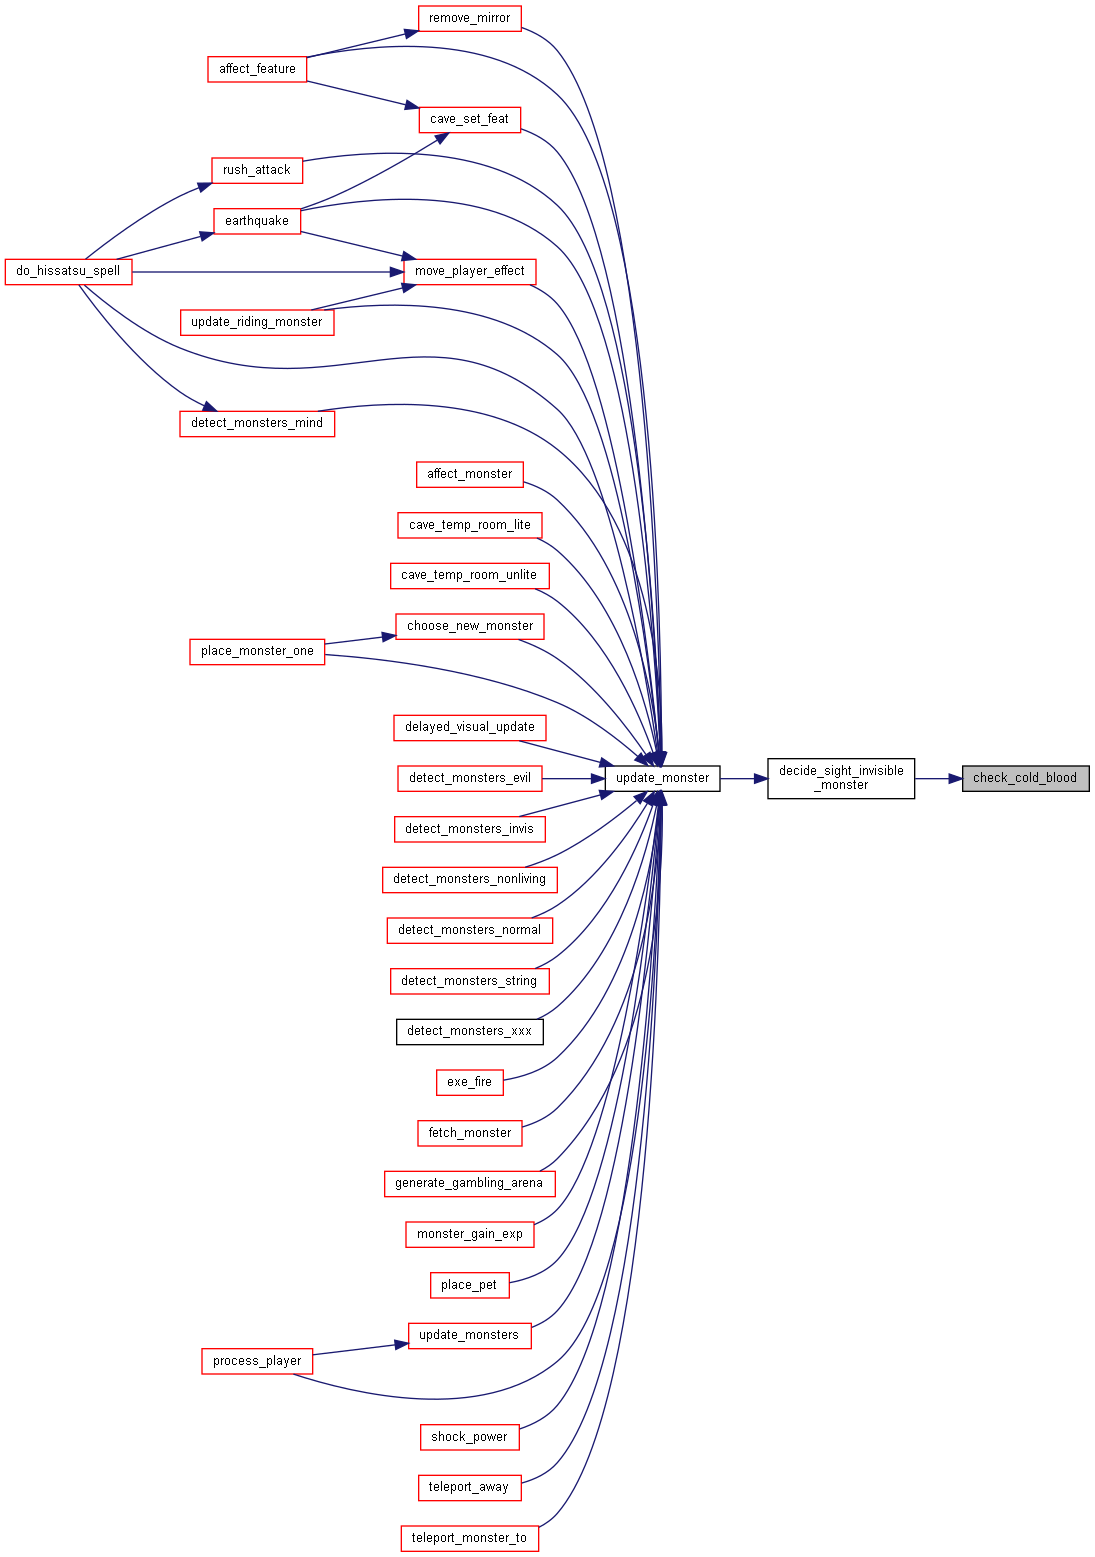 remove_mirror
affect_feature
cave_set_feat
rush_attack
earthquake
do_hissatsu_spell
move_player_effect
update_riding_monster
detect_monsters_mind
affect_monster
cave_temp_room_lite
cave_temp_room_unlite
choose_new_monster
place_monster_one
delayed_visual_update
detect_monsters_evil
update_monster
decide_sight_invisible
_monster
check_cold_blood
detect_monsters_invis
detect_monsters_nonliving
detect_monsters_normal
detect_monsters_string
detect_monsters_xxx
exe_fire
fetch_monster
generate_gambling_arena
monster_gain_exp
place_pet
update_monsters
process_player
shock_power
teleport_away
teleport_monster_to